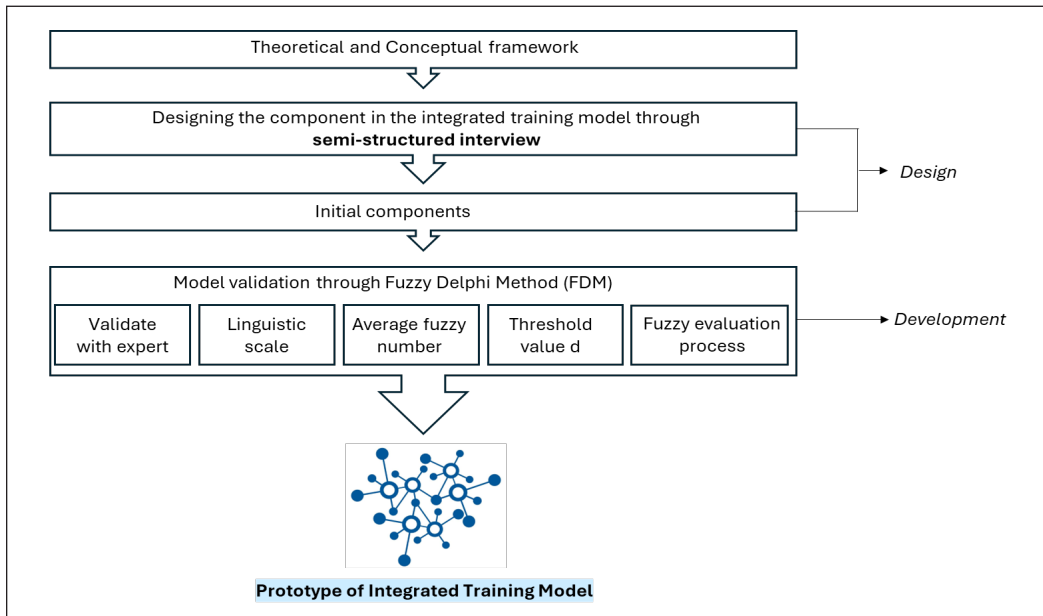 Theoretical and Conceptual framework
Designing the component in the integrated training model through
semi-structured interview
Design
Initial components
Model validation through Fuzzy Delphi Method (FDM)
Validate
with expert
Linguistic
scale
Average fuzzy
number
Threshold
value d
Fuzzy evaluation
process
Development
Prototype of Integrated Training Model